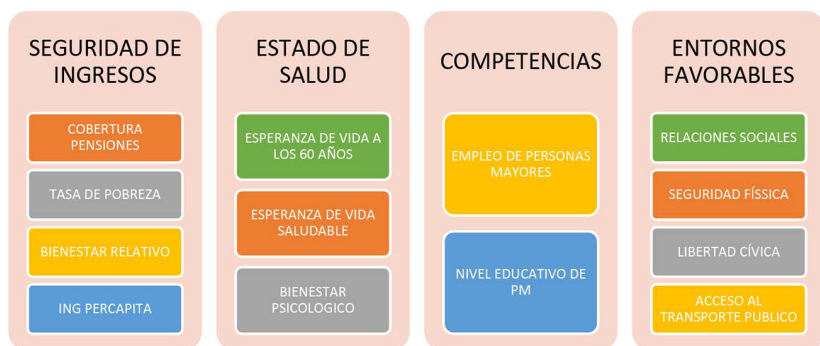 SEGURIDAD DE
INGRESOS
COBERTURA
PENSIONES
TASA DE POBREZA
BIENESTAR RELATIVO
ING PERCAPITA
ESTADO DE
SALUD
ESPERANZA DE VIDA A
LOS 60 AÑOS
ESPERANZA DE VIDA
SALUDABLE
BIENESTAR
PSICOLOGICO
COMPETENCIAS
EMPLEO DE PERSONAS
MAYORES
NIVEL EDUCATIVO DE
PM
ENTORNOS
FAVORABLES
RELACIONES SOCIALES
SEGURIDAD FÍSSICA
LIBERTAD CÍVICA
ACCESO AL
TRANSPORTE PUBLICO